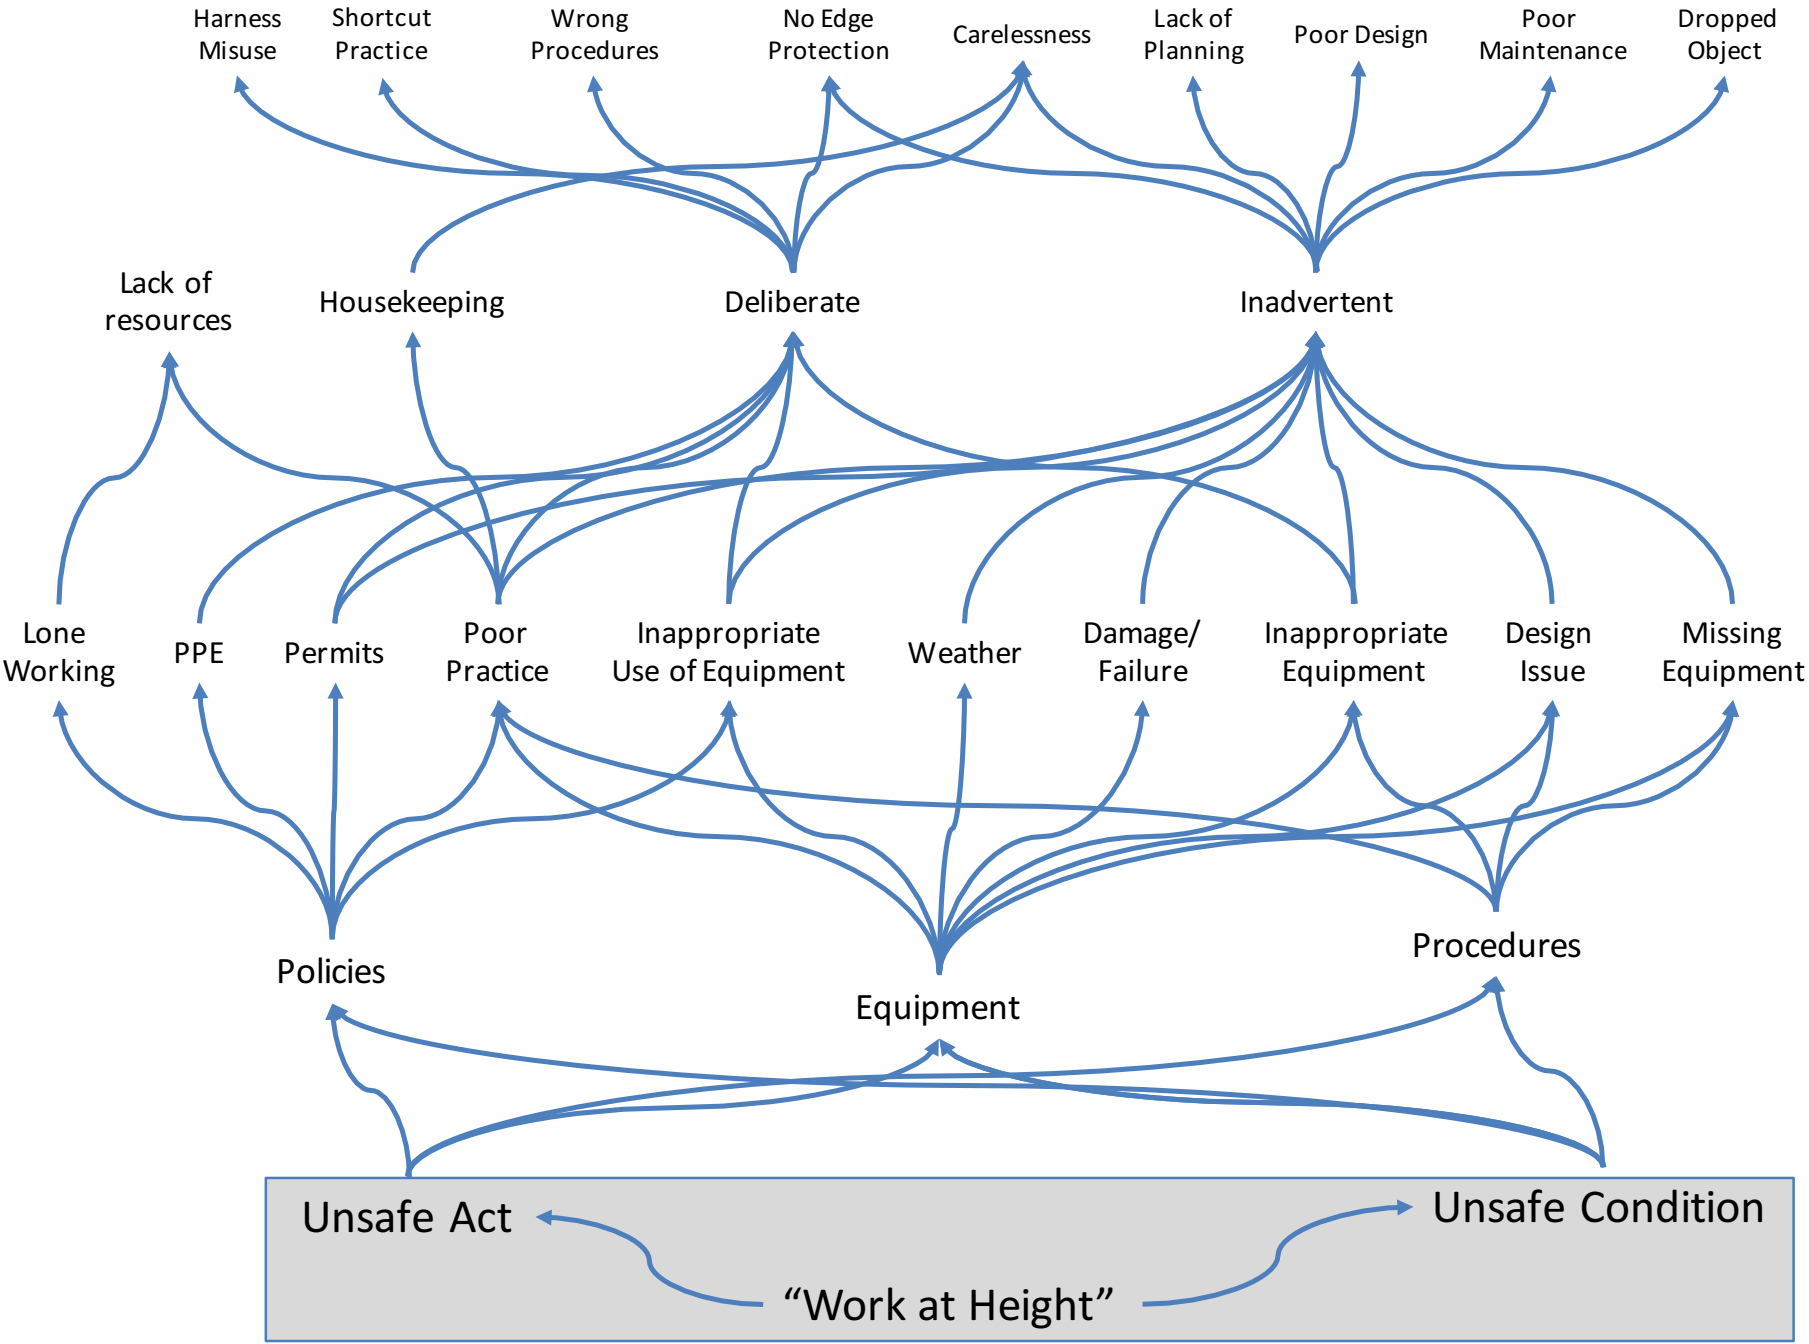 Harness
Misuse
Shortcut
Practice
Wrong
Procedures
No Edge
Protection
Carelessness
Lack of
Planning
Poor Design
Poor
Maintenance
Dropped
Object
Lack of
resources
Housekeeping
Deliberate
Inadvertent
Lone
Working
PPE
Permits
Poor
Practice
Inappropriate
Use of Equipment
Weather
Damage/
Failure
Inappropriate
Equipment
Design
Issue
Missing
Equipment
Policies
Equipment
Procedures
Unsafe Act
Unsafe Condition
“Work at Height”